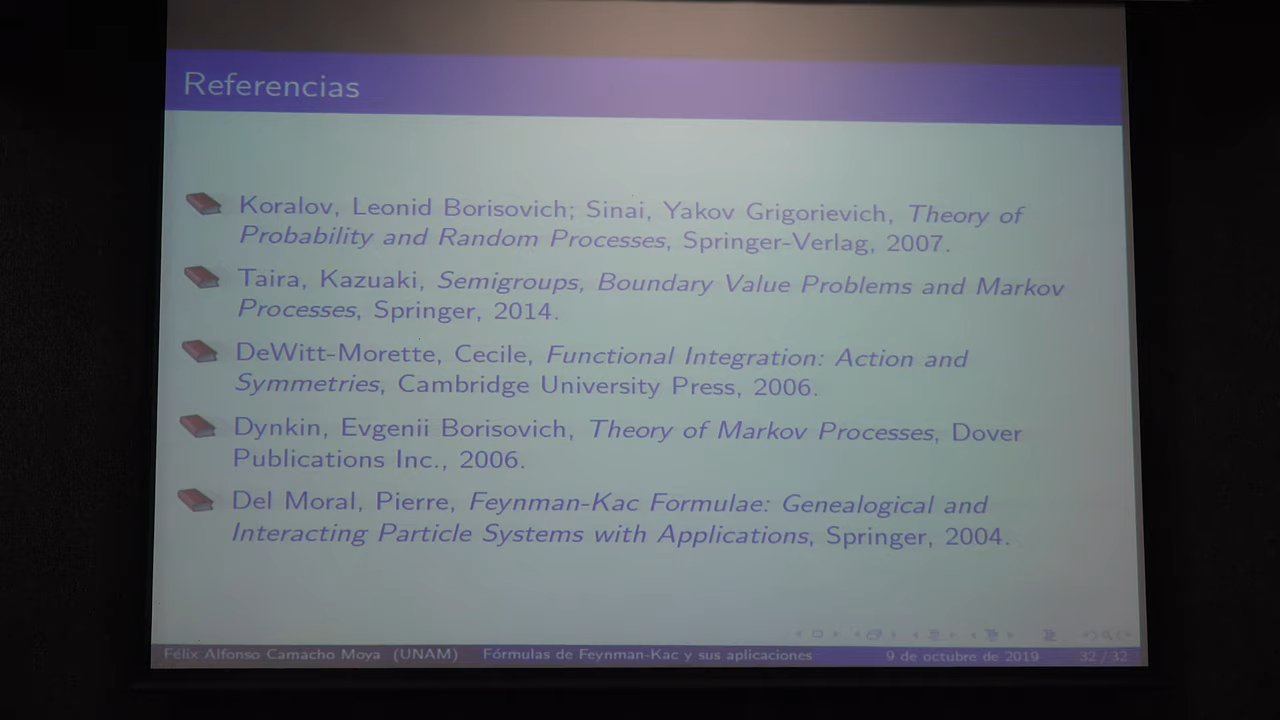 Referencias
Koralov, Leonid Borisovich; Sinai, Yakov Grigorievich, Theory of
Probability and Random Processes, Springer-Verlag, 2007.
Taira, Kazuaki, Semigroups, Boundary Value Problems and Markov
Processes, Springer, 2014.
DeWitt-Morette, Cecile, Functional Integration: Action and
Symmetries, Cambridge University Press, 2006.
Dynkin, Evgenii Borisovich, Theory of Markov Processes, Dover
Publications Inc., 2006.
Del Moral, Pierre, Feynman-Kac Formulae: Genealogical and
Interacting Particle Systems with Applications, Springer, 2004.
Félix Alfonso Camacho Moya (UNAM) Fórmulas de Feynman-Kac y sus aplicaciones 9 de octubre de 2019 32 / 32